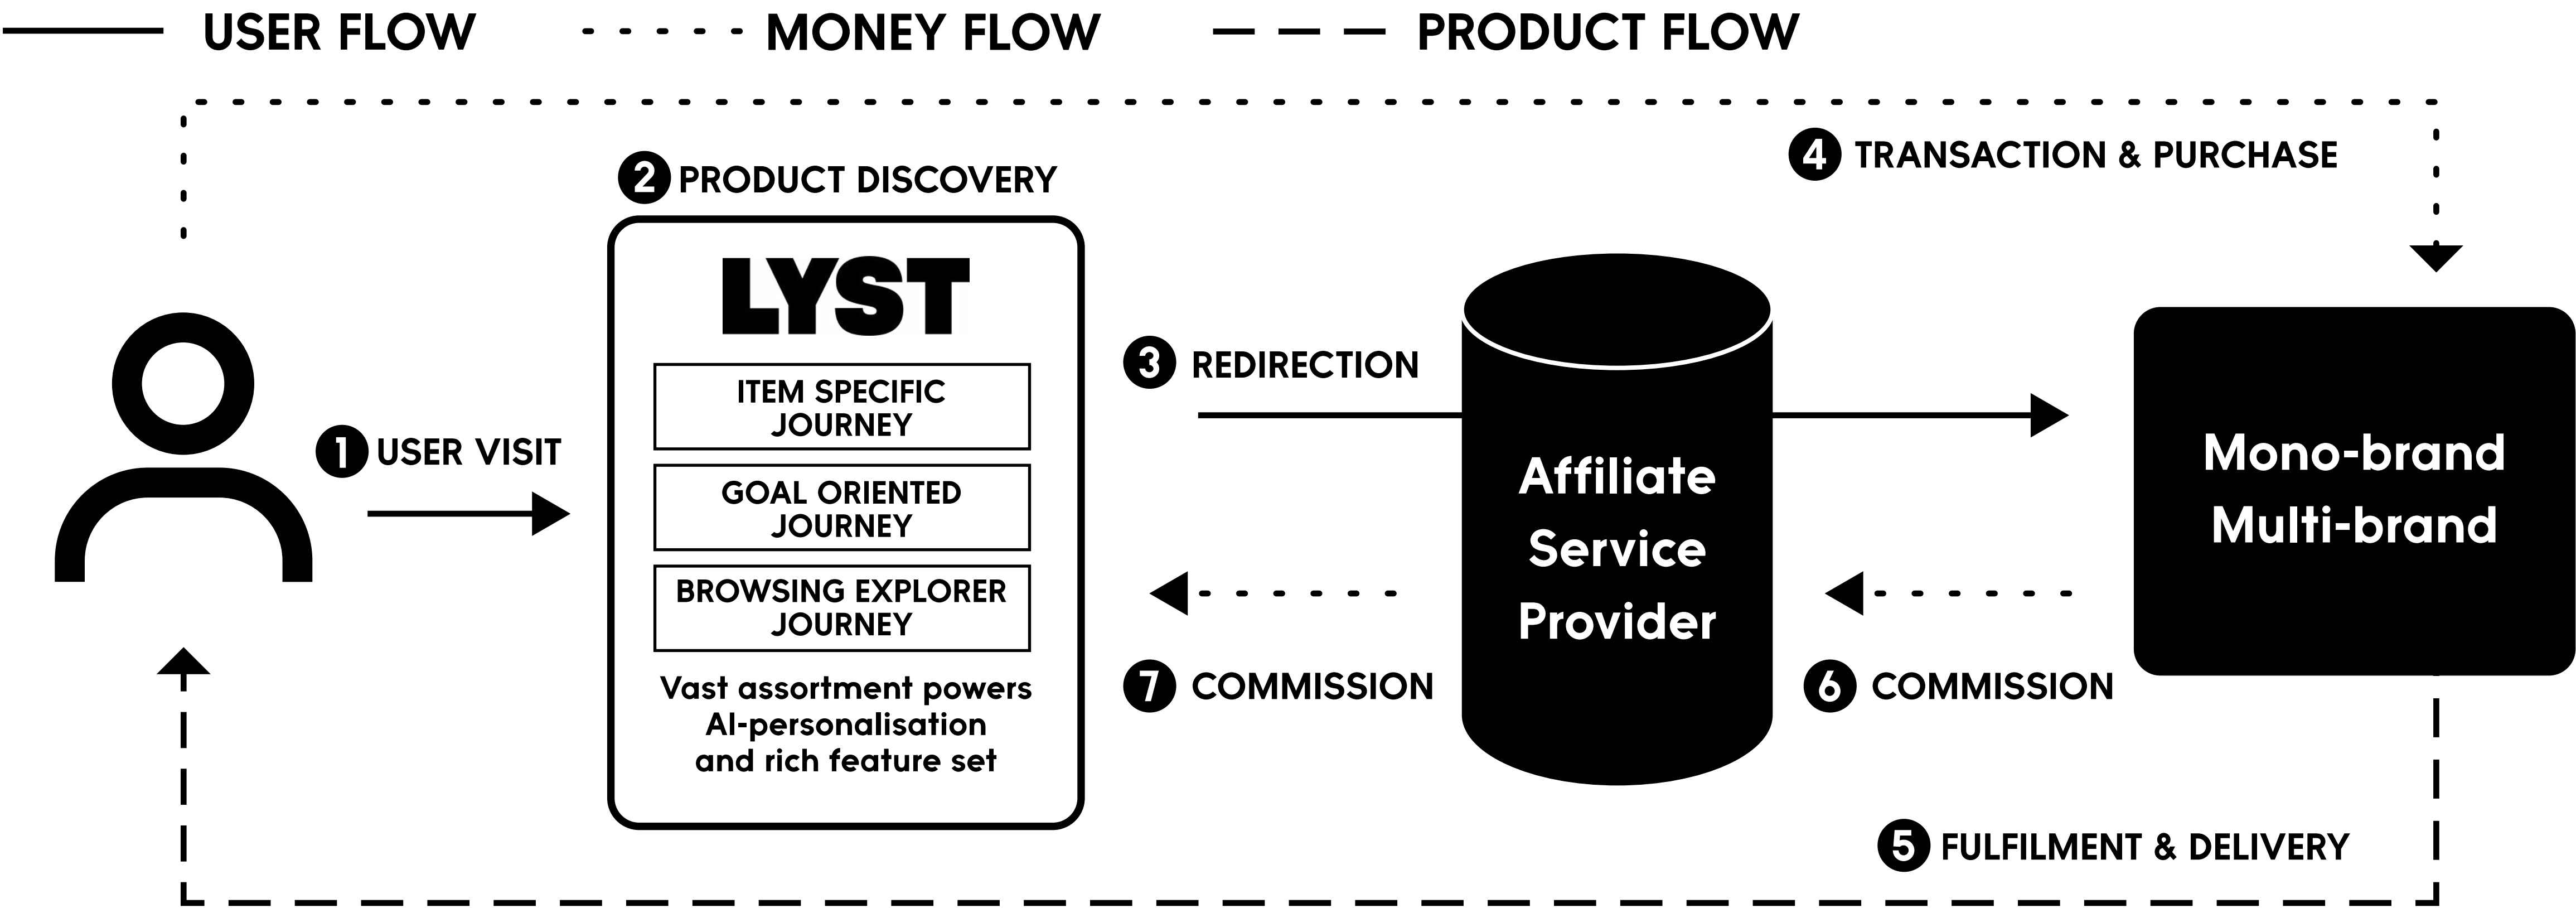 USER FLOW
MONEY FLOW
PRODUCT FLOW
4 TRANSACTION & PURCHASE
2 PRODUCT DISCOVERY
LYST
ITEM SPECIFIC
JOURNEY
GOAL ORIENTED
JOURNEY
BROWSING EXPLORER
JOURNEY
Vast assortment powers
AI-personalisation
and rich feature set
1 USER VISIT
3 REDIRECTION
Affiliate
Service
Provider
Mono-brand
Multi-brand
7 COMMISSION
6 COMMISSION
5 FULFILMENT & DELIVERY